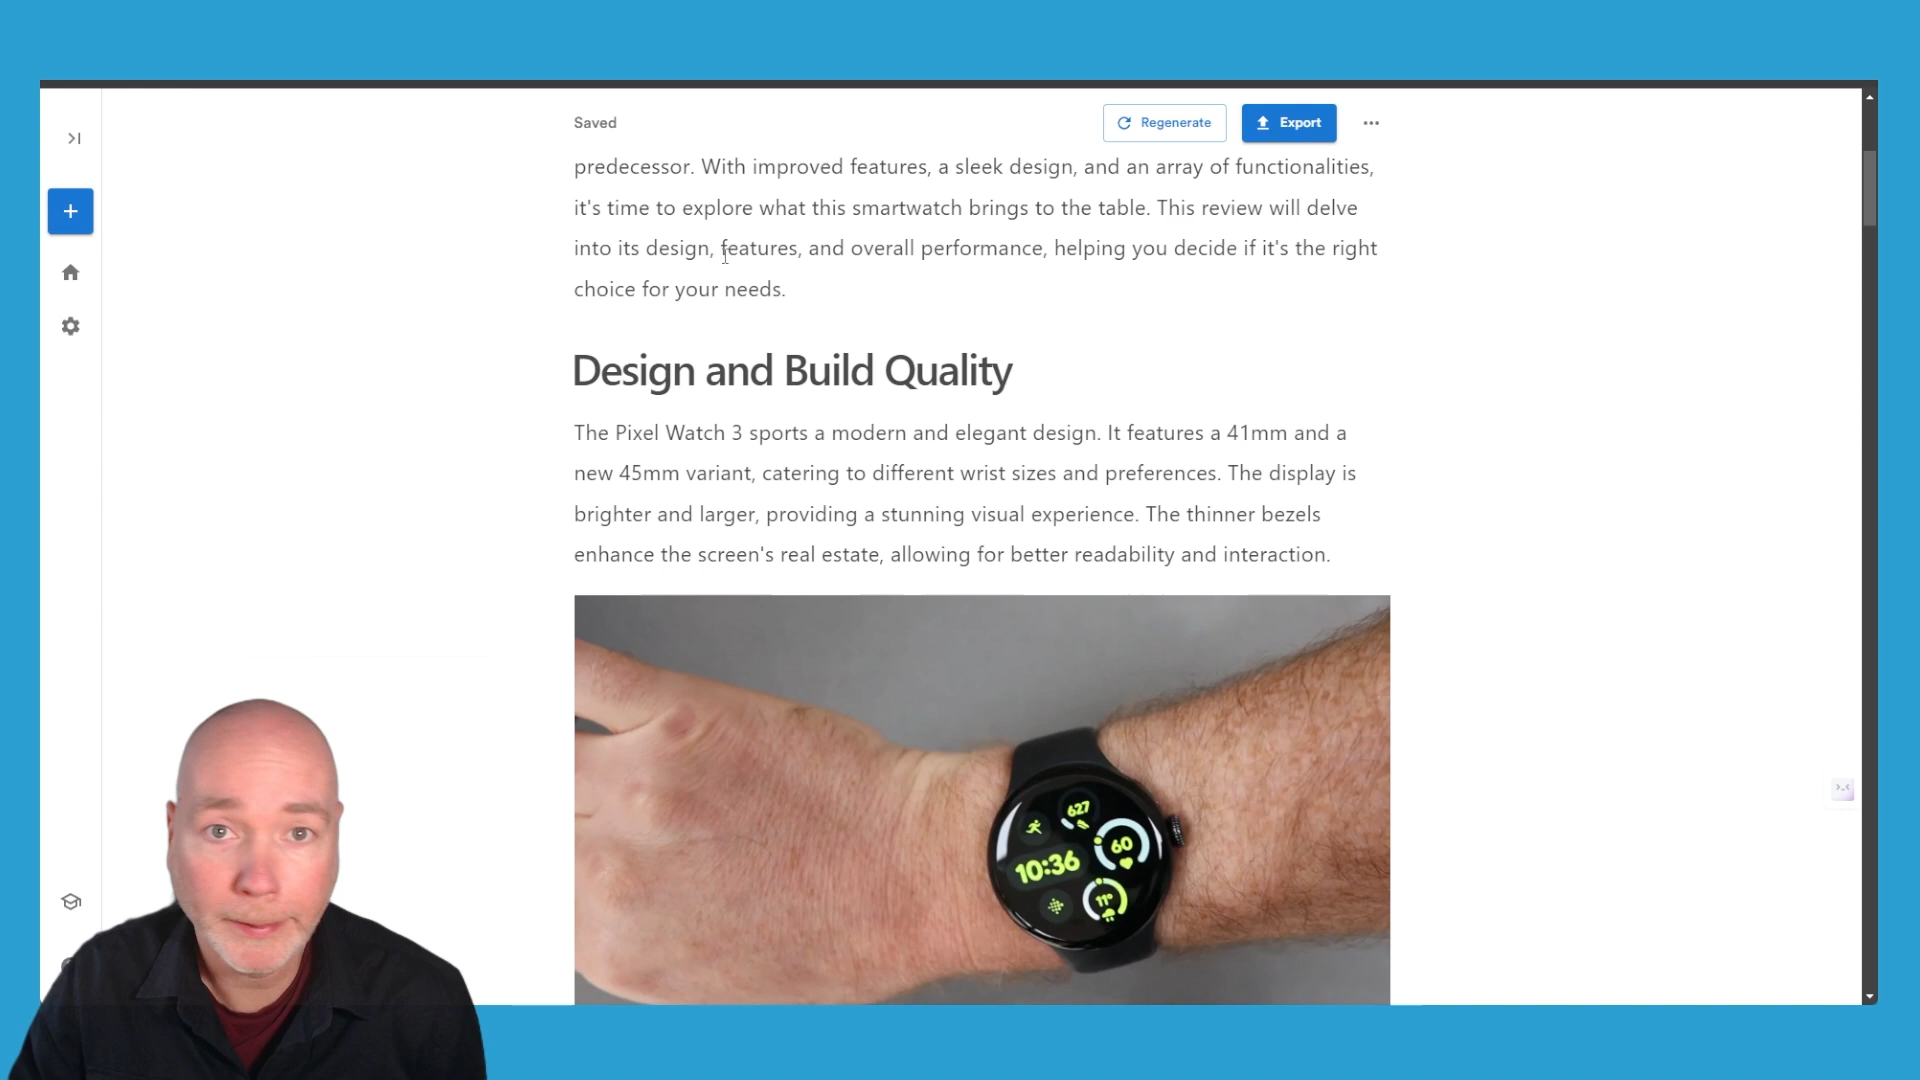 Saved
Regenerate
Export
predecessor. With improved features, a sleek design, and an array of functionalities,
it's time to explore what this smartwatch brings to the table. This review will delve
into its design, features, and overall performance, helping you decide if it's the right
choice for your needs.
Design and Build Quality
The Pixel Watch 3 sports a modern and elegant design. It features a 41mm and a
new 45mm variant, catering to different wrist sizes and preferences. The display is
brighter and larger, providing a stunning visual experience. The thinner bezels
enhance the screen's real estate, allowing for better readability and interaction.
627
60
10:36
11°